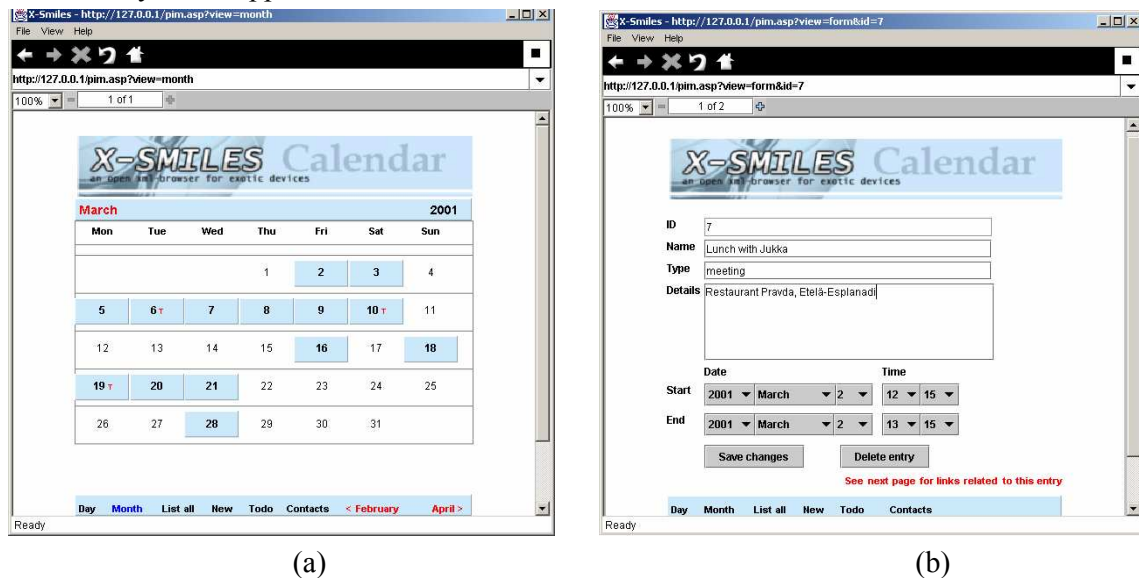 X-Smiles - http://127.0.0.1/pim.asp?view=month
File View Help
http://127.0.0.1/pim.asp?view=month
100% 1 of 1
X-SMILES Calendar
an open xml-browser for exotic devices
March 2001
Mon Tue Wed Thu Fri Sat Sun
1 2 3 4
5 6 T 7 8 9 10 T 11
12 13 14 15 16 17 18
19 T 20 21 22 23 24 25
26 27 28 29 30 31
Day Month List all New Todo Contacts < February April >
Ready
(a)
X-Smiles - http://127.0.0.1/pim.asp?view=form&id=7
File View Help
http://127.0.0.1/pim.asp?view=form&id=7
100% 1 of 2
X-SMILES Calendar
an open xml-browser for exotic devices
ID 7
Name Lunch with Jukka
Type meeting
Details Restaurant Pravda, Etelä-Esplanadi
Date Time
Start 2001 March 2 12 15
End 2001 March 2 13 15
Save changes Delete entry
See next page for links related to this entry
Day Month List all New Todo Contacts
Ready
(b)